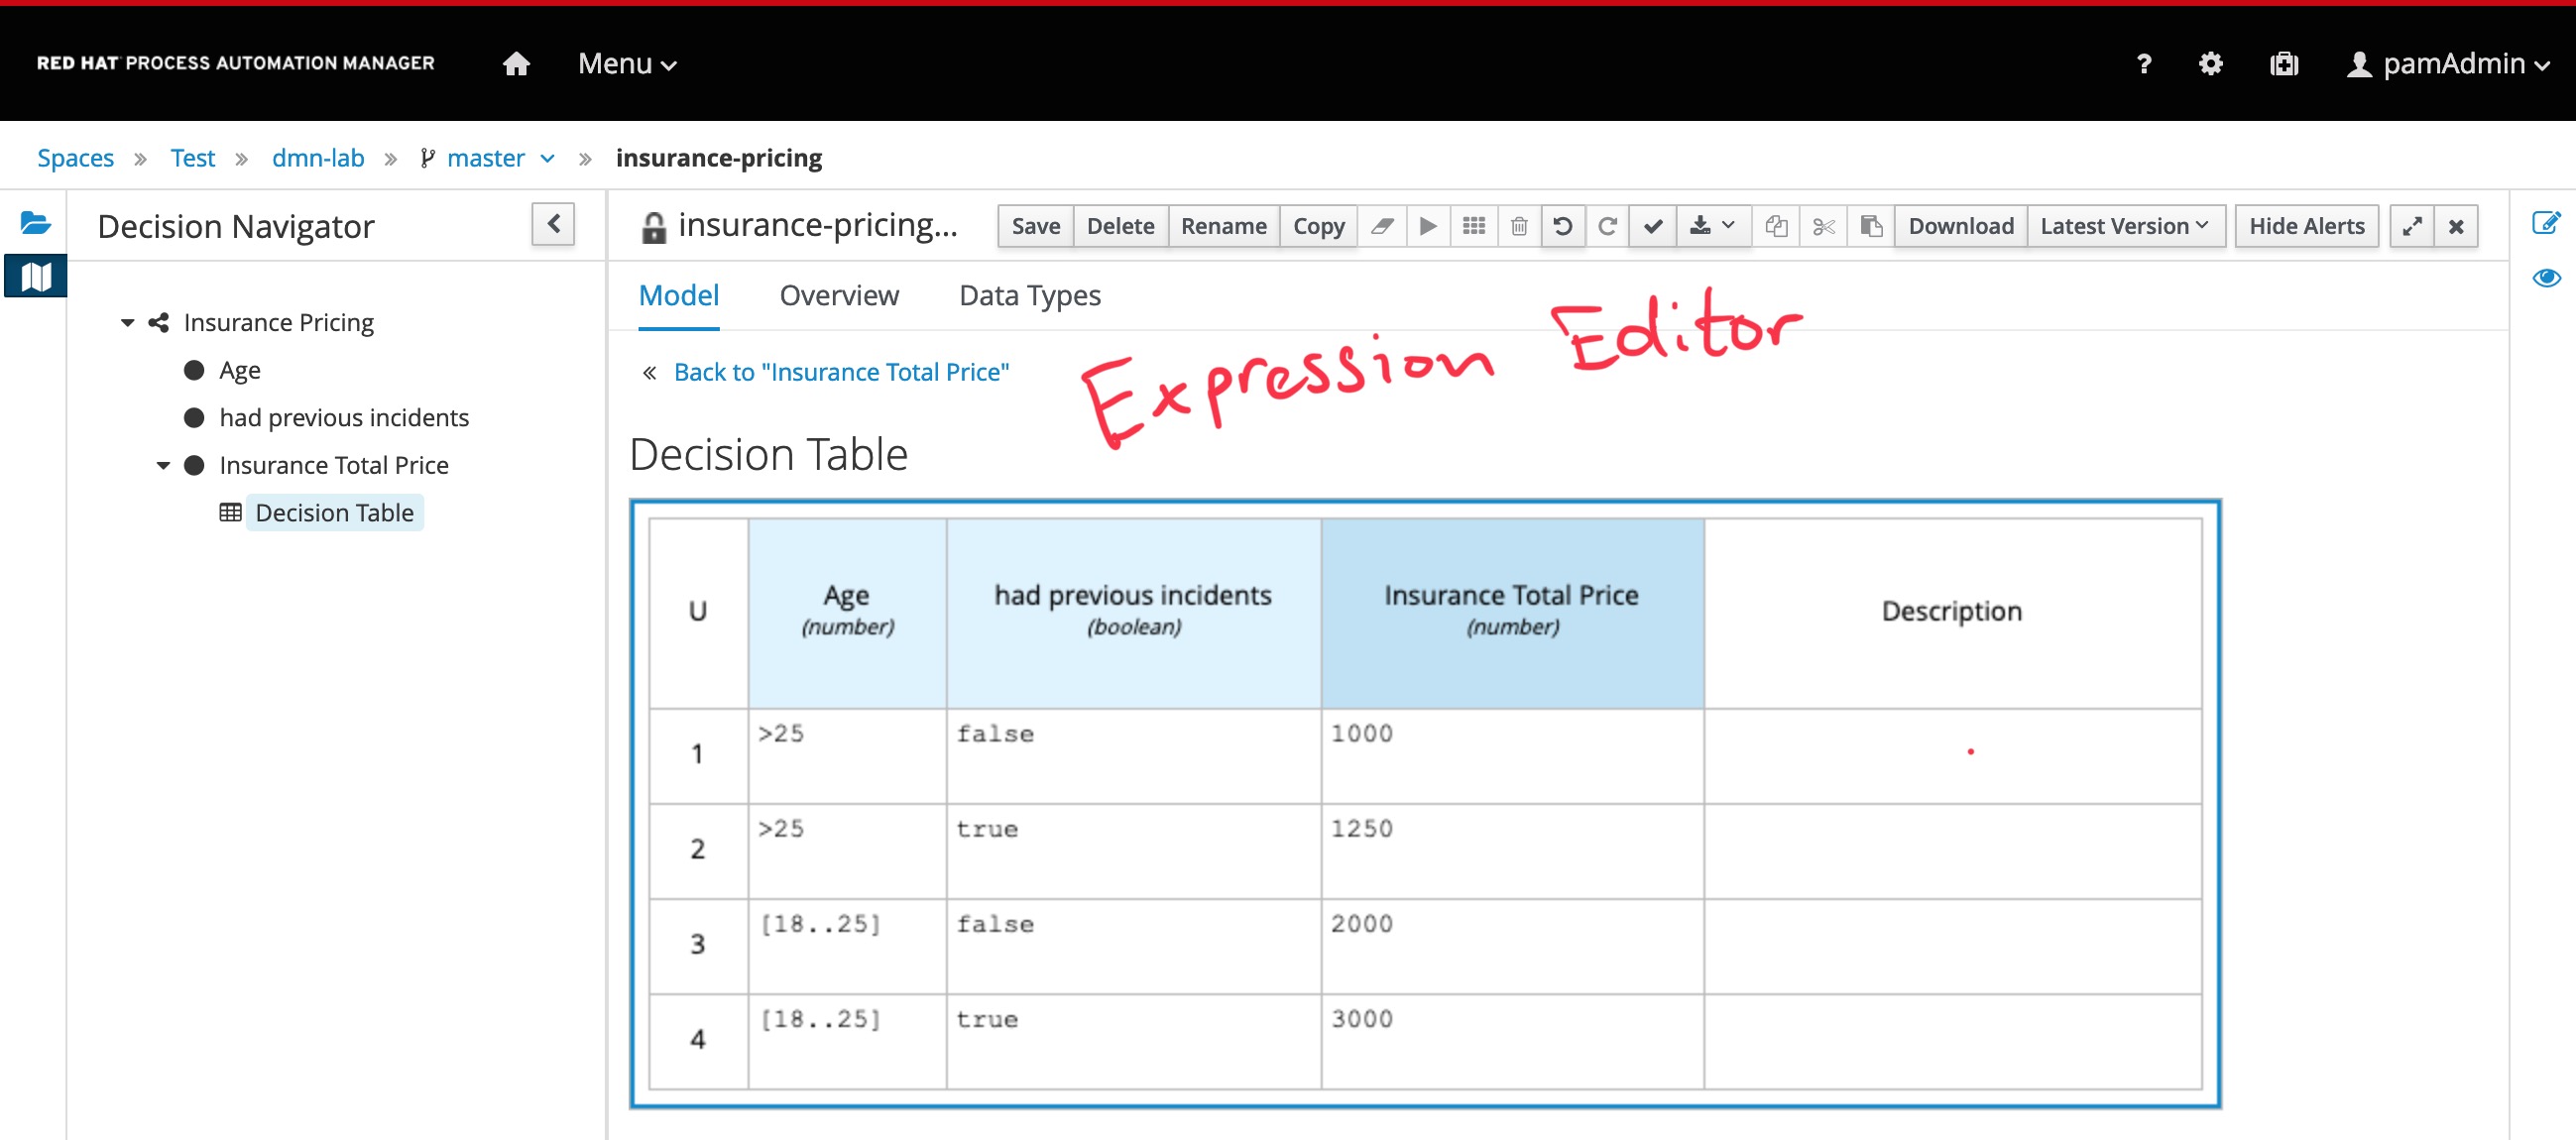 RED HAT PROCESS AUTOMATION MANAGER
Menu
?
pamAdmin
Spaces » Test » dmn-lab » master » insurance-pricing
Decision Navigator
Insurance Pricing
Age
had previous incidents
Insurance Total Price
Decision Table
insurance-pricing...
Save Delete Rename Copy Download Latest Version Hide Alerts
Model Overview Data Types
« Back to "Insurance Total Price"
Expression Editor
Decision Table
U Age (number) had previous incidents (boolean) Insurance Total Price (number) Description
1 >25 false 1000
2 >25 true 1250
3 [18..25] false 2000
4 [18..25] true 3000